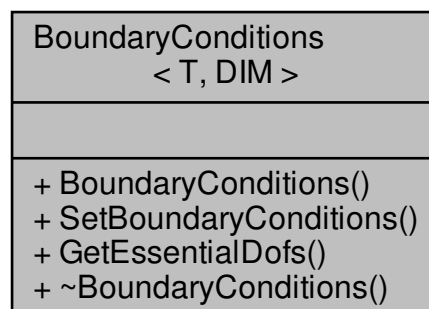 BoundaryConditions
< T, DIM >
+ BoundaryConditions()
+ SetBoundaryConditions()
+ GetEssentialDofs()
+ ~BoundaryConditions()